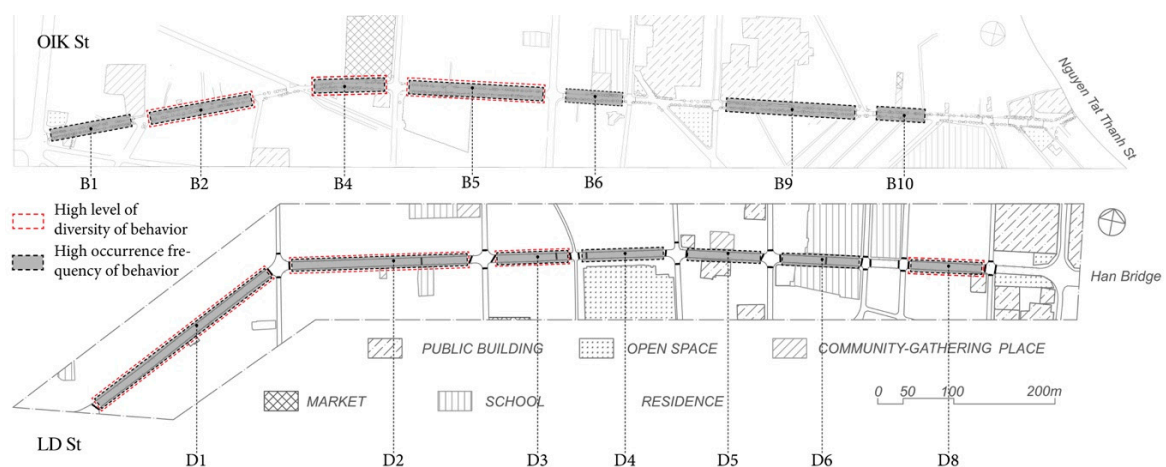 OIK St
Nguyen Tat Thanh St
B1 B2 B4 B5 B6 B9 B10
High level of
diversity of behavior
High occurrence fre-
quency of behavior
Han Bridge
PUBLIC BUILDING OPEN SPACE COMMUNITY-GATHERING PLACE
MARKET SCHOOL RESIDENCE
0 50 100 200m
LD St
D1 D2 D3 D4 D5 D6 D8